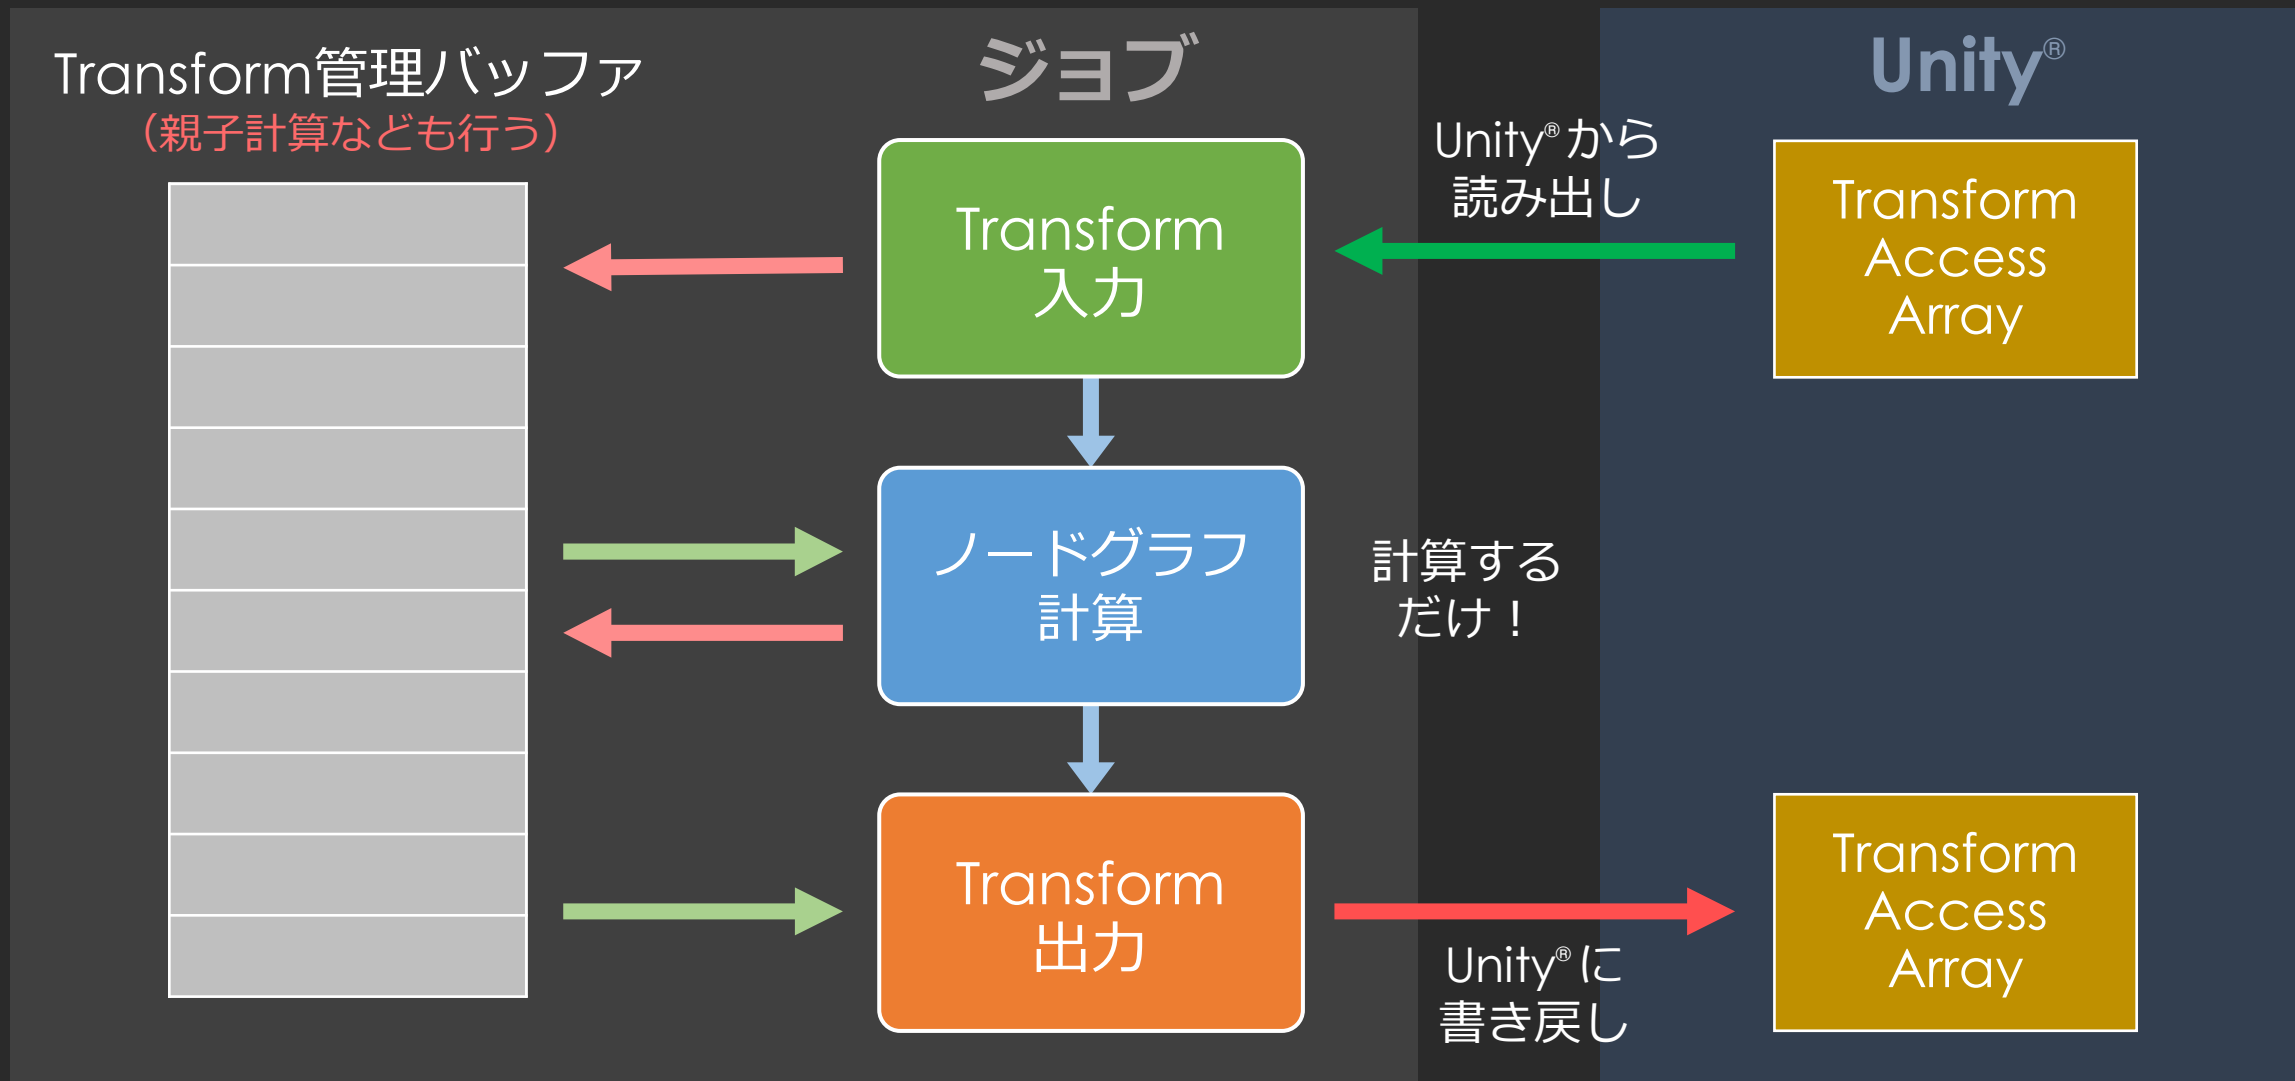 Transform管理バッファ
（親子計算なども行う）
ジョブ
Unity®
Transform
入力
Unity®から
読み出し
Transform
Access
Array
ノードグラフ
計算
計算する
だけ！
Transform
出力
Unity®に
書き戻し
Transform
Access
Array